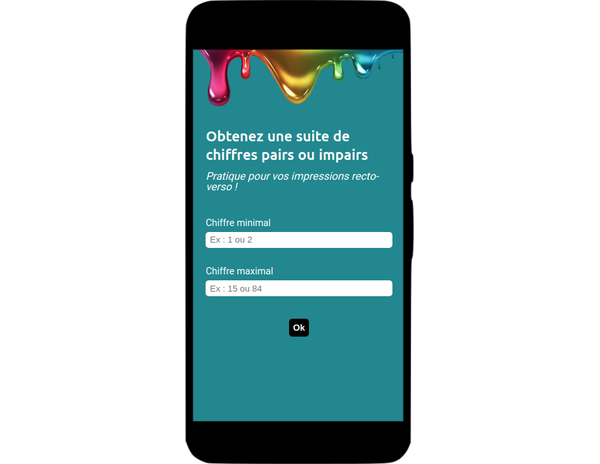 Obtenez une suite de
chiffres pairs ou impairs
Pratique pour vos impressions recto-
verso !
Chiffre minimal
Ex : 1 ou 2
Chiffre maximal
Ex : 15 ou 84
Ok